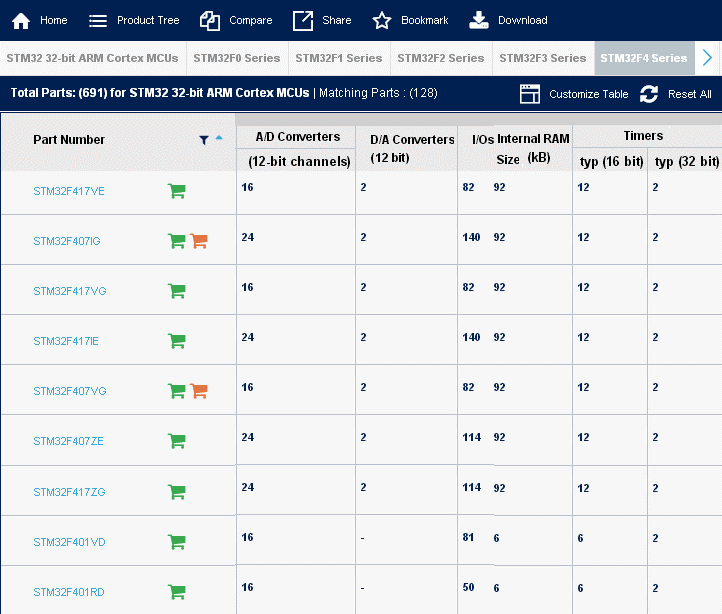 Home Product Tree Compare Share Bookmark Download
STM32 32-bit ARM Cortex MCUs STM32F0 Series STM32F1 Series STM32F2 Series STM32F3 Series STM32F4 Series
Total Parts: (691) for STM32 32-bit ARM Cortex MCUs | Matching Parts : (128) Customize Table Reset All
Part Number A/D Converters (12-bit channels) D/A Converters (12 bit) I/Os Internal RAM Size (kB) Timers typ (16 bit) typ (32 bit)
STM32F417VE 16 2 82 92 12 2
STM32F407IG 24 2 140 92 12 2
STM32F417VG 16 2 82 92 12 2
STM32F417IE 24 2 140 92 12 2
STM32F407VG 16 2 82 92 12 2
STM32F407ZE 24 2 114 92 12 2
STM32F417ZG 24 2 114 92 12 2
STM32F401VD 16 - 81 6 6 2
STM32F401RD 16 - 50 6 6 2